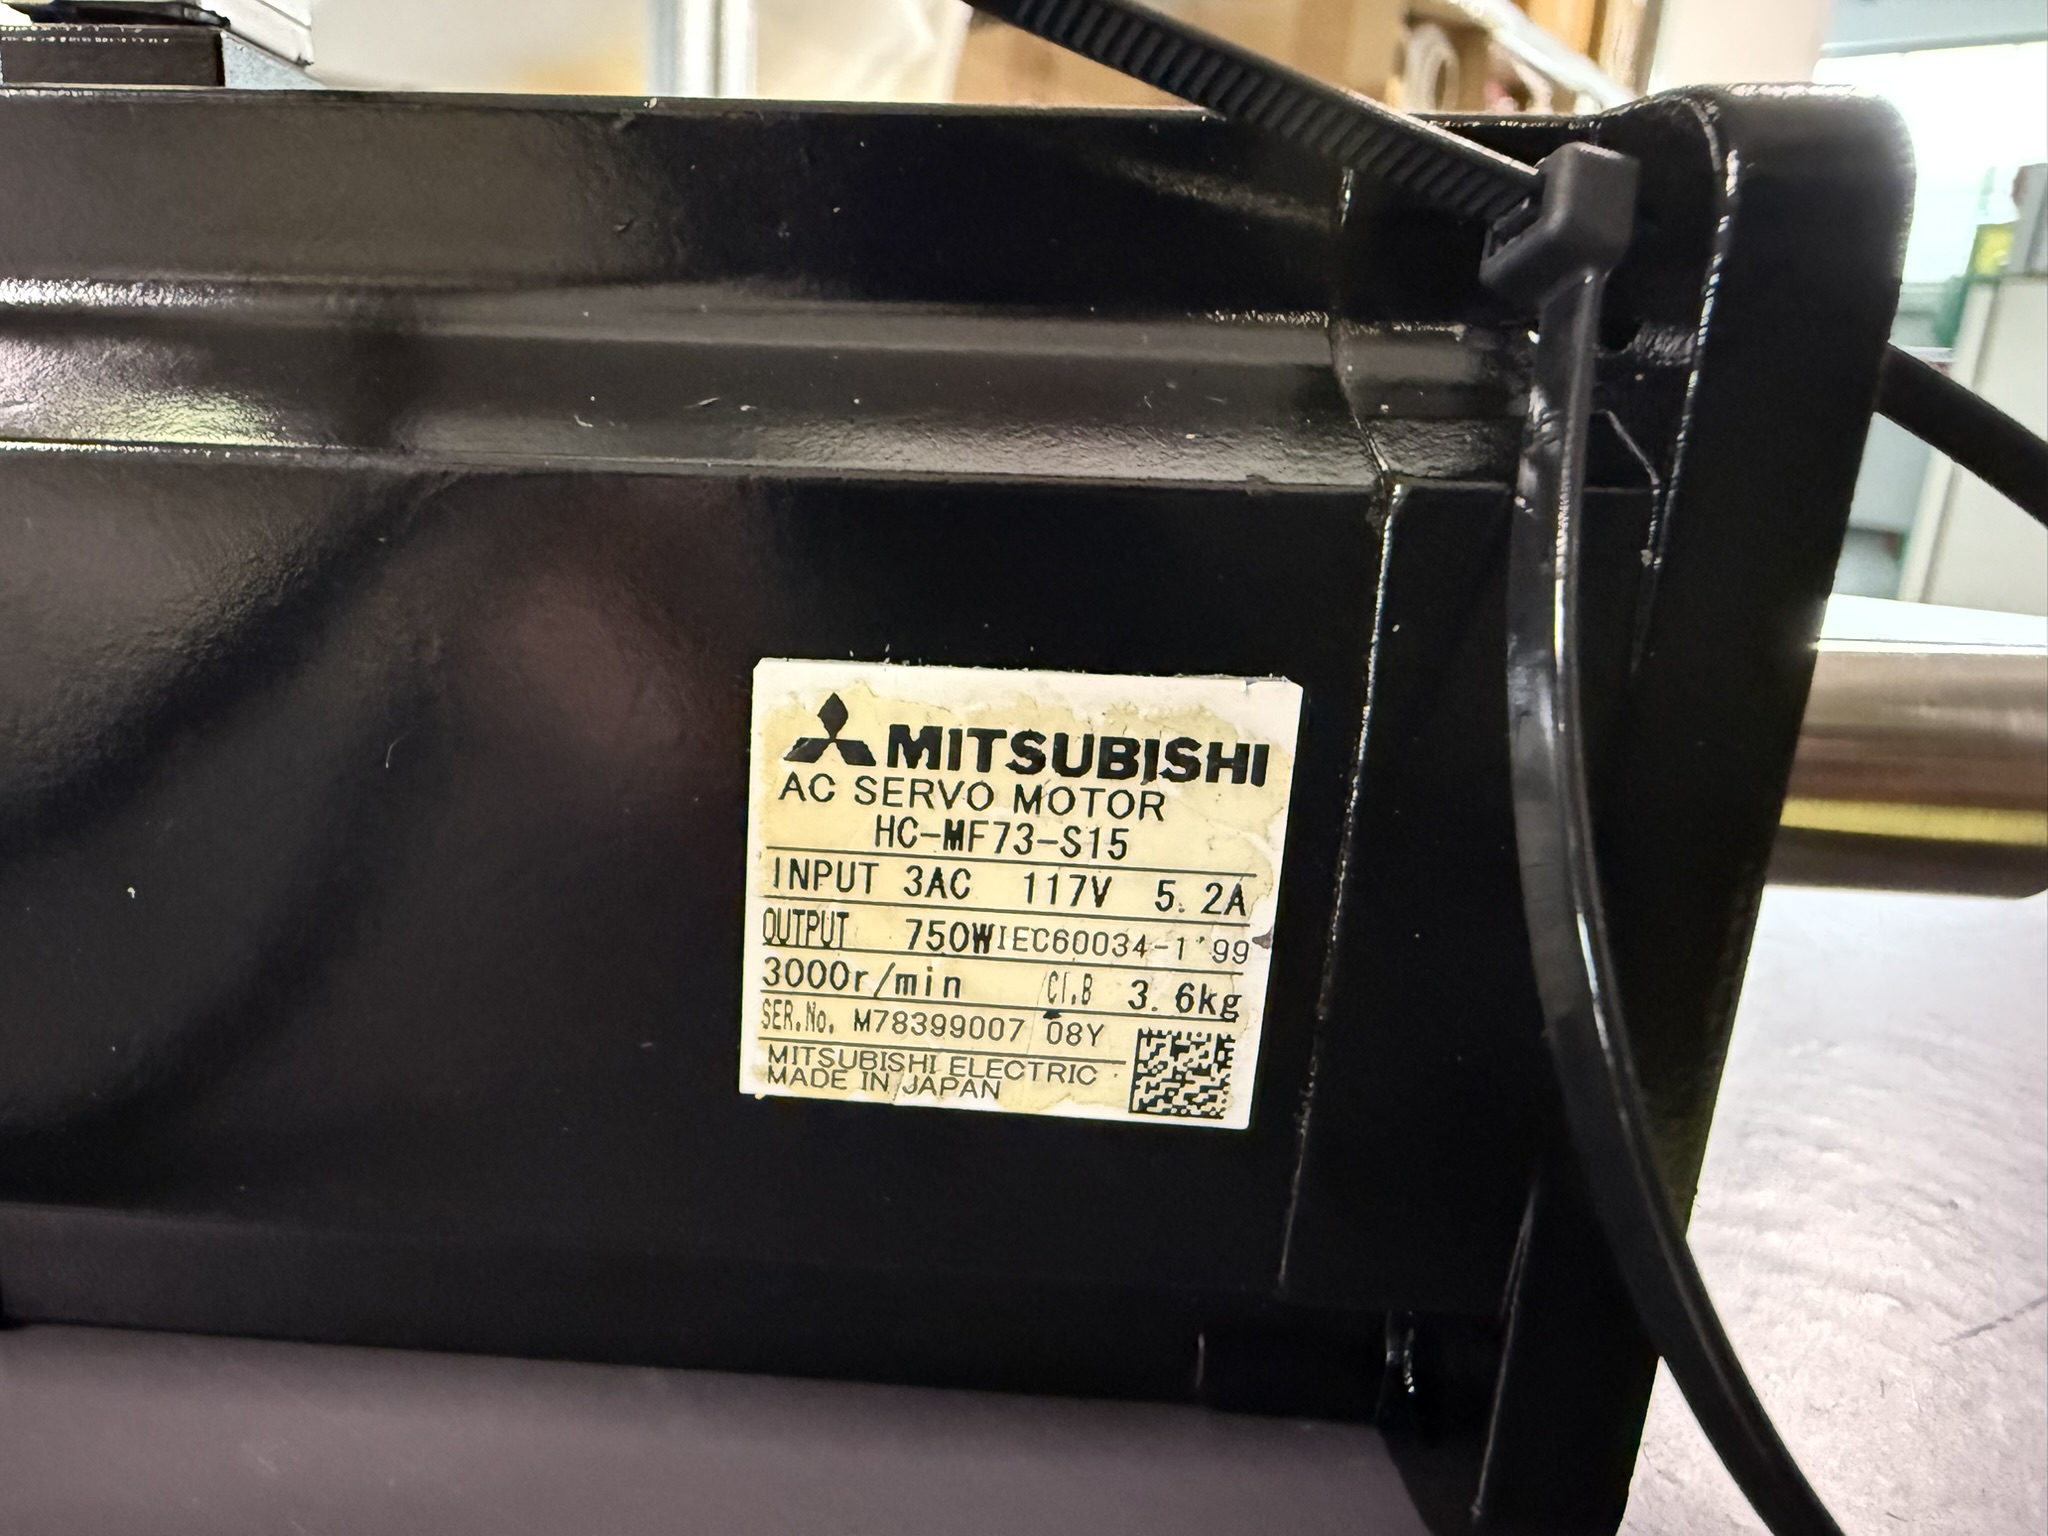 MITSUBISHI
AC SERVO MOTOR
HC-MF73-S15
INPUT 3AC 117V 5.2A
OUTPUT 750W IEC60034-1 '99
3000r/min CI.B 3.6kg
SER.No. M78399007 08Y
MITSUBISHI ELECTRIC
MADE IN JAPAN